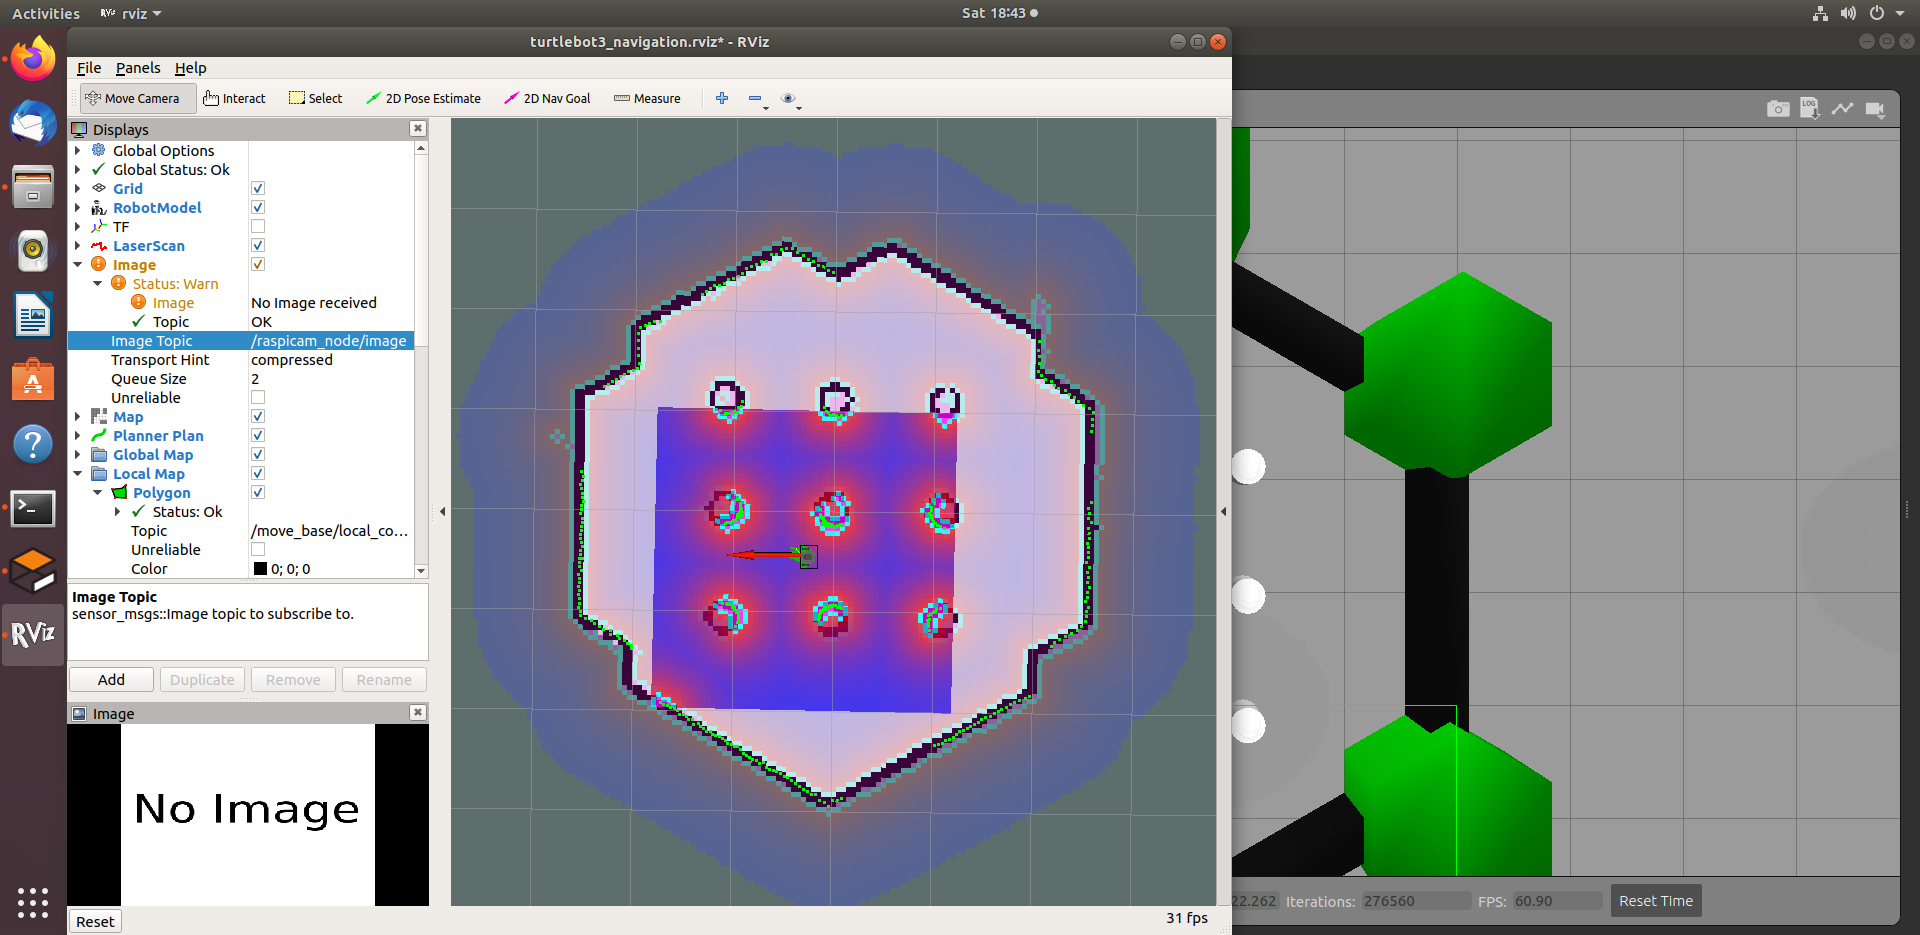 Activities
rviz
Sat 18:43
turtlebot3_navigation.rviz* - RViz
File Panels Help
Move Camera Interact Select 2D Pose Estimate 2D Nav Goal Measure
Displays
Global Options
Global Status: Ok
Grid
RobotModel
TF
LaserScan
Image
Status: Warn
Image No Image received
Topic OK
Image Topic /raspicam_node/image
Transport Hint compressed
Queue Size 2
Unreliable
Map
Planner Plan
Global Map
Local Map
Polygon
Status: Ok
Topic /move_base/local_co...
Unreliable
Color 0; 0; 0
Image Topic
sensor_msgs::Image topic to subscribe to.
Add Duplicate Remove Rename
Image
No Image
Reset
31 fps
LOG
22.262 Iterations: 276560 FPS: 60.90 Reset Time
RViz